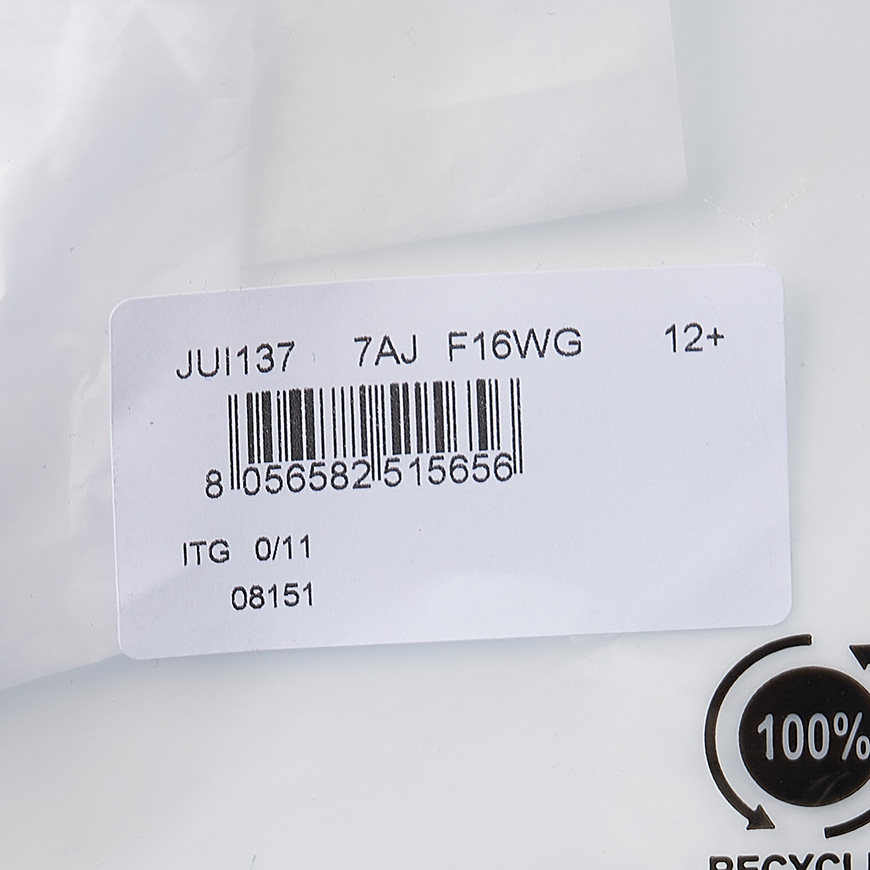 JUI137 7AJ F16WG 12+
8 056582 515656
ITG 0/11
08151
100%